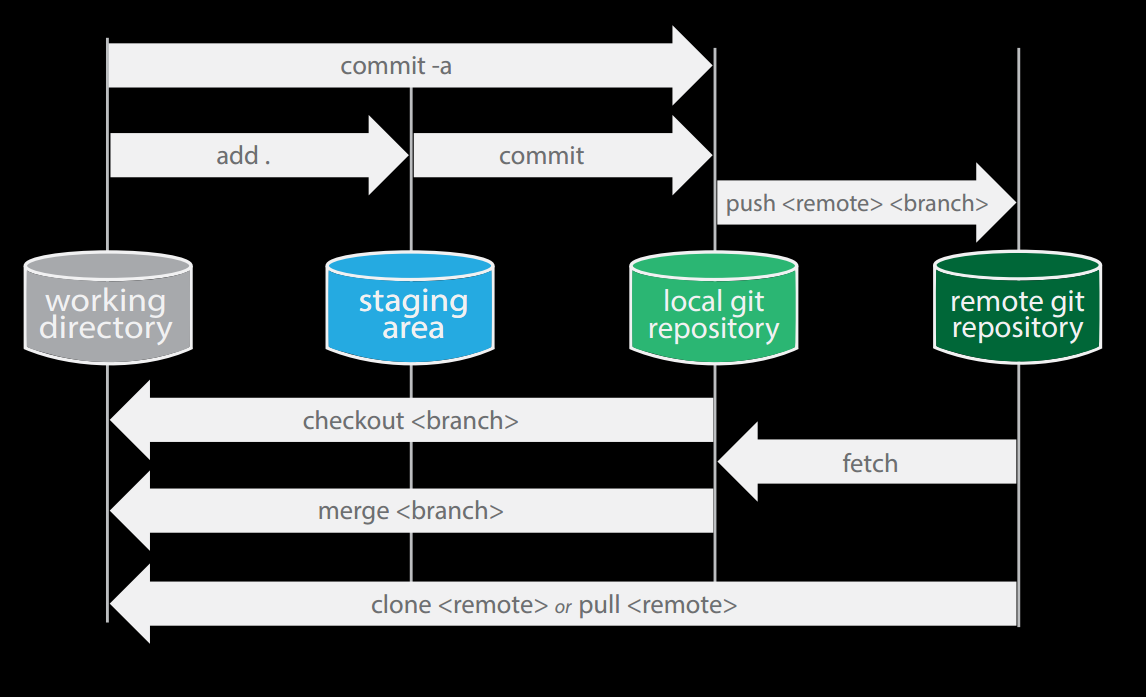 commit -a
add .
commit
push <remote> <branch>
working
directory
staging
area
local git
repository
remote git
repository
checkout <branch>
fetch
merge <branch>
clone <remote> or pull <remote>